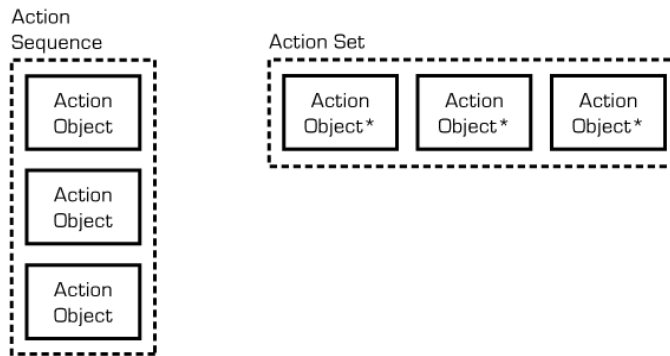 Action
Sequence
Action
Object
Action
Object
Action
Object
Action Set
Action
Object*
Action
Object*
Action
Object*